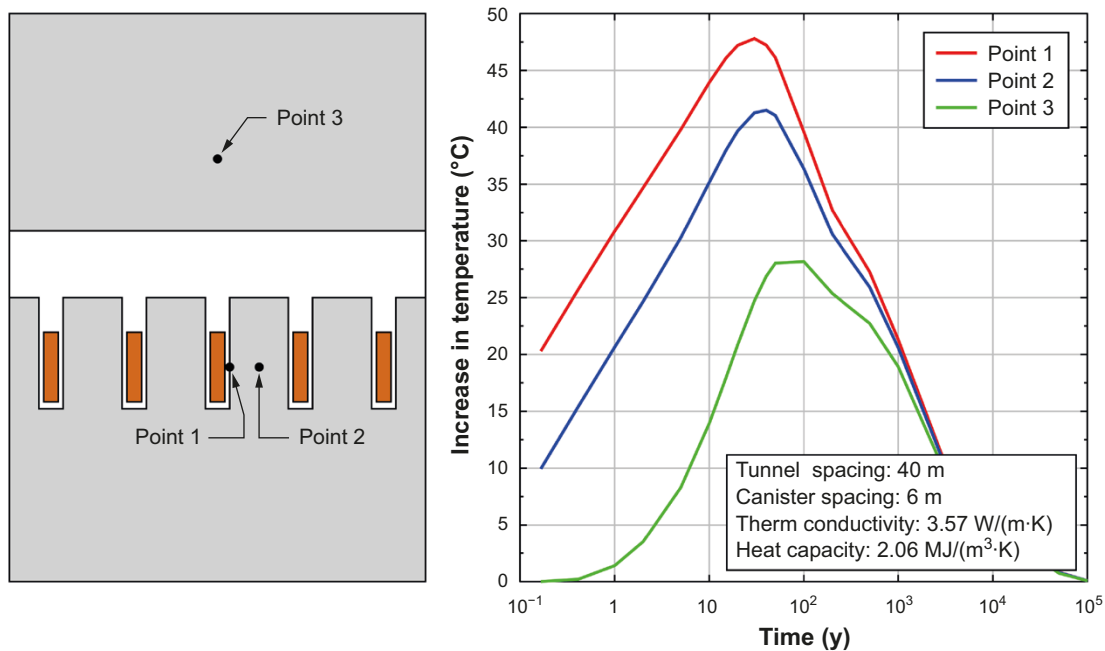 Point 3
Point 1
Point 2
Increase in temperature (°C)
50
45
40
35
30
25
20
15
10
5
0
Point 1
Point 2
Point 3
Tunnel spacing: 40 m
Canister spacing: 6 m
Therm conductivity: 3.57 W/(m·K)
Heat capacity: 2.06 MJ/(m³·K)
10⁻¹ 1 10 10² 10³ 10⁴ 10⁵
Time (y)